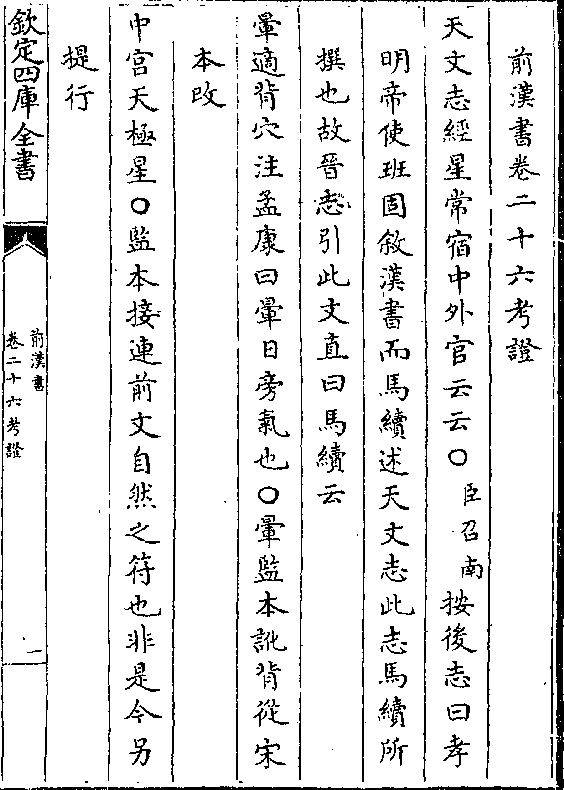 前漢書卷二十六考證
天文志經星常宿中外官云云○臣召南按後志曰孝
明帝使班固敘漢書而馬續述天文志此志馬續所
撰也故晉志引此文直曰馬續云
暈適背穴注孟康曰暈日旁氣也○暈監本訛背從宋
本改
中宮天極星○監本接連前文自然之符也非是今另
提行
欽定四庫全書
前漢書
卷二十六考證
一